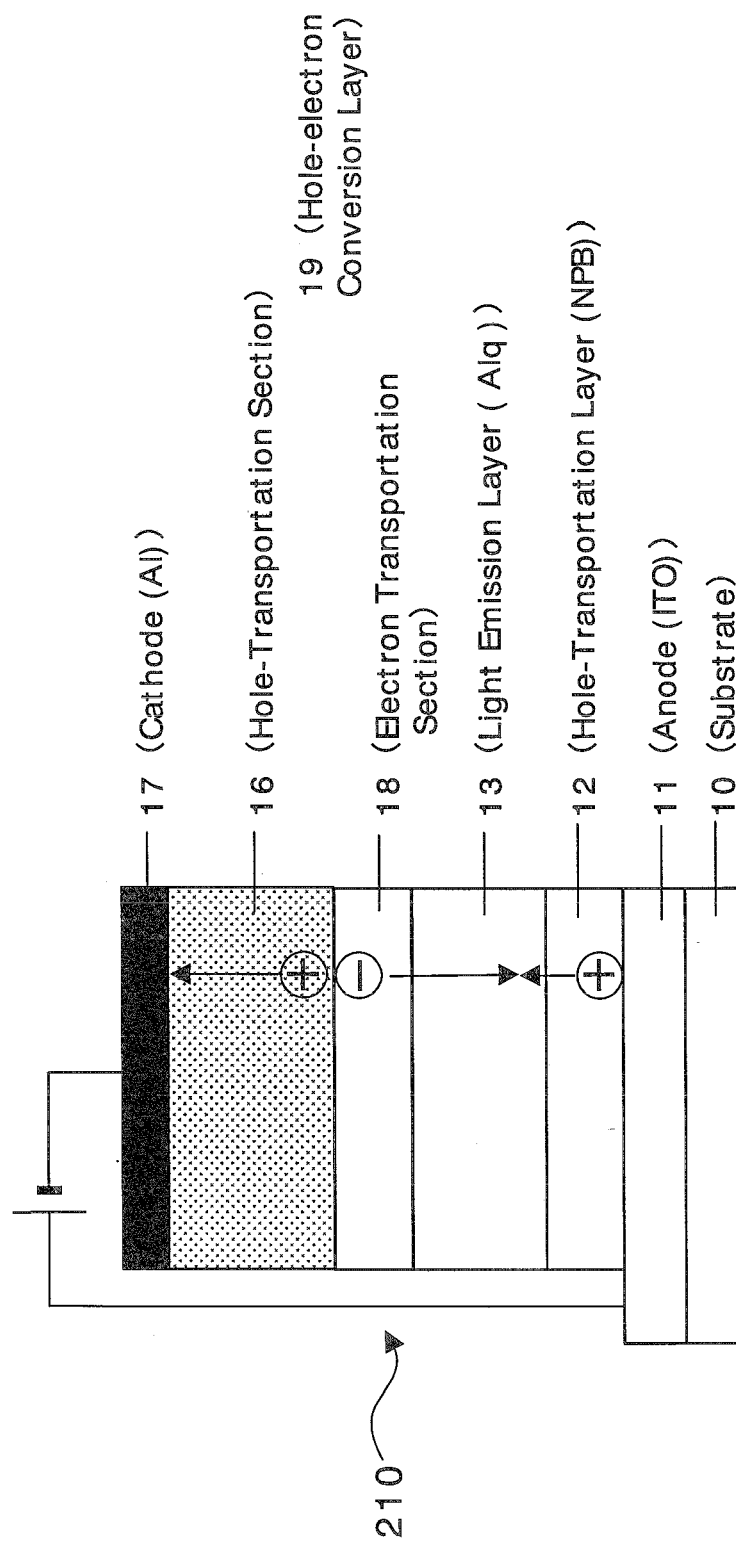 17 (Cathode (Al))
16 (Hole-Transportation Section)
19 (Hole-electron
Conversion Layer)
18 (Electron Transportation
Section)
13 (Light Emission Layer ( Alq ))
12 (Hole-Transportation Layer (NPB))
11 (Anode (ITO))
10 (Substrate)
210
+
−
+